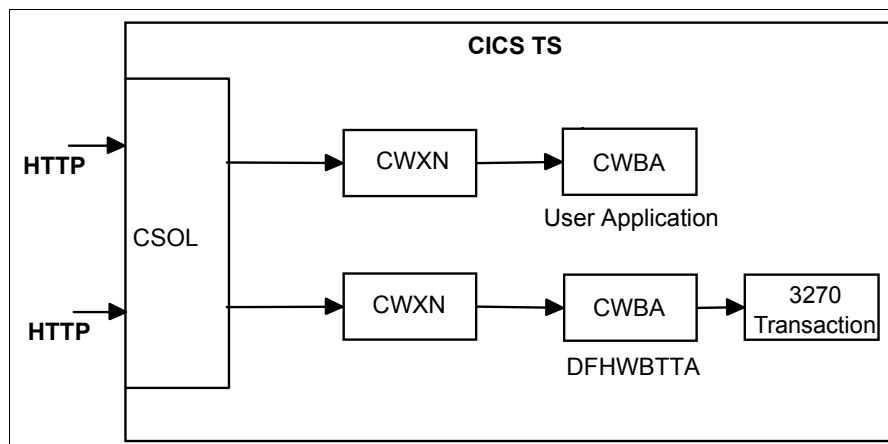 CICS TS
HTTP
CWXN
CWBA
User Application
CSOL
HTTP
CWXN
CWBA
3270
Transaction
DFHWBTTA